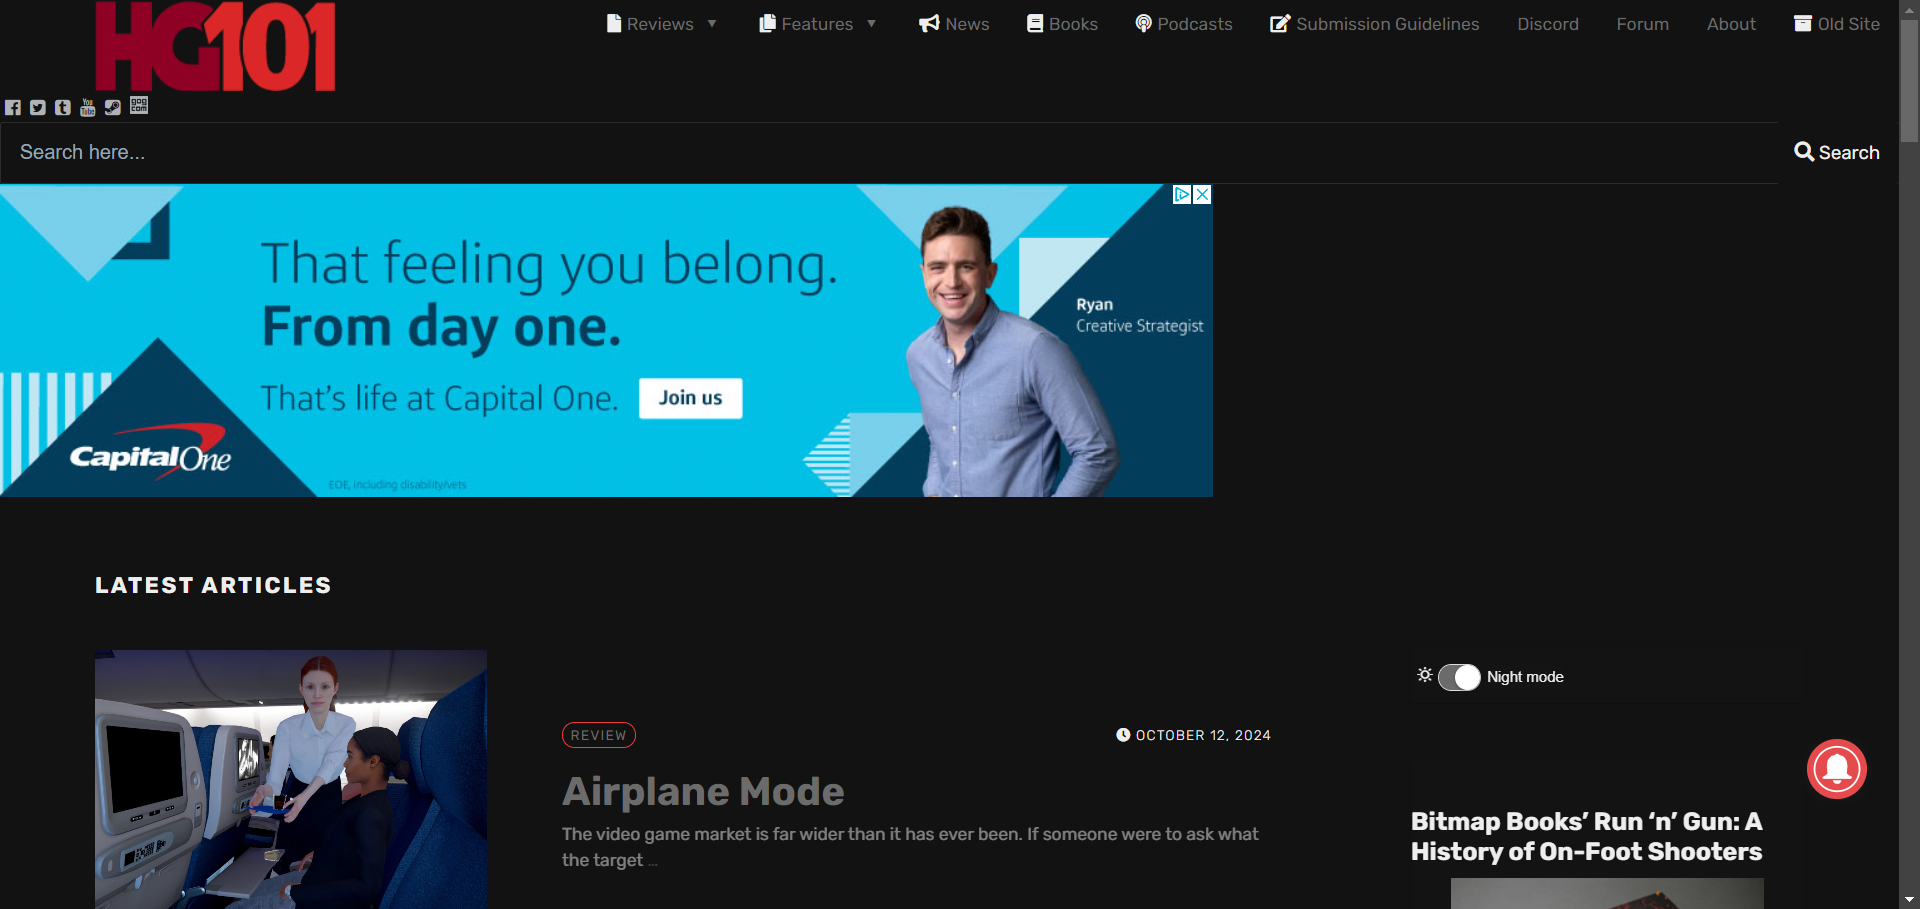 HG101
Reviews
Features
News
Books
Podcasts
Submission Guidelines
Discord
Forum
About
Old Site
You
Tube
gog
com
Search here...
Search
That feeling you belong.
From day one.
That's life at Capital One.
Join us
Ryan
Creative Strategist
Capital One
EOE, including disability/vets
LATEST ARTICLES
Night mode
REVIEW
OCTOBER 12, 2024
Airplane Mode
The video game market is far wider than it has ever been. If someone were to ask what
the target ...
Bitmap Books’ Run ‘n’ Gun: A
History of On-Foot Shooters